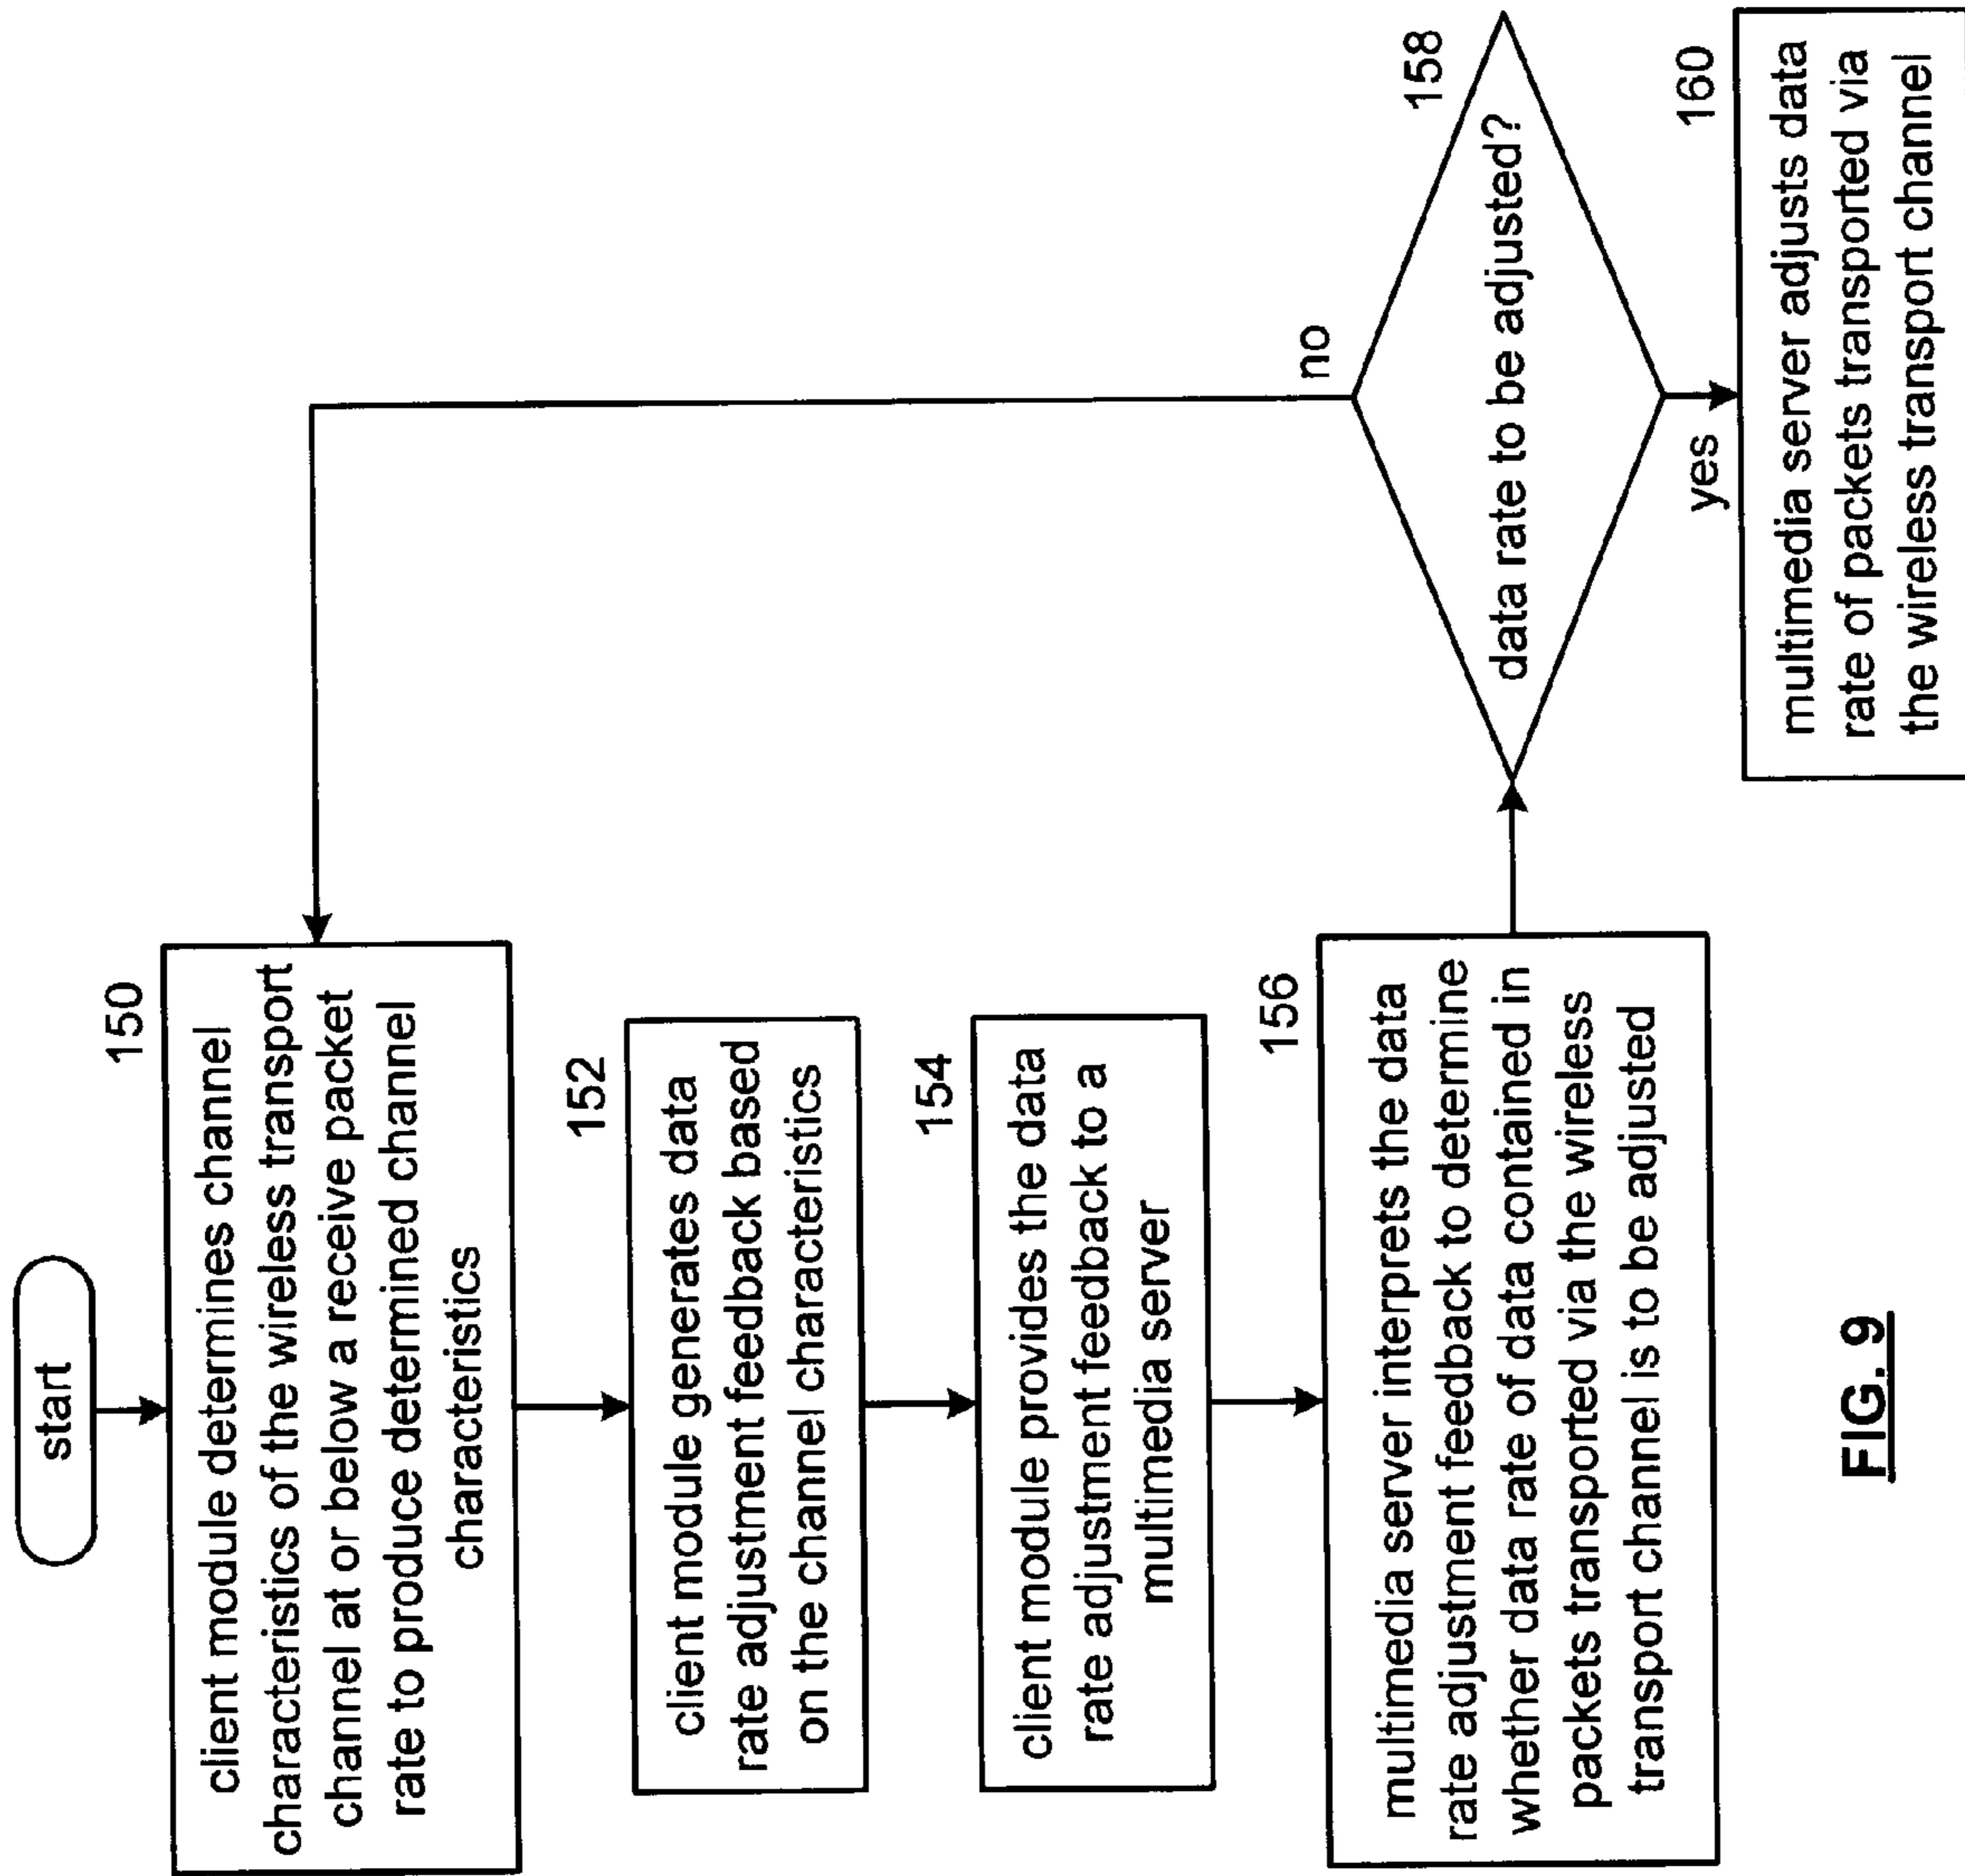 start
150
client module determines channel
characteristics of the wireless transport
channel at or below a receive packet
rate to produce determined channel
characteristics
152
client module generates data
rate adjustment feedback based
on the channel characteristics
154
client module provides the data
rate adjustment feedback to a
multimedia server
156
multimedia server interprets the data
rate adjustment feedback to determine
whether data rate of data contained in
packets transported via the wireless
transport channel is to be adjusted
158
data rate to be adjusted?
no
yes
160
multimedia server adjusts data
rate of packets transported via
the wireless transport channel
FIG. 9